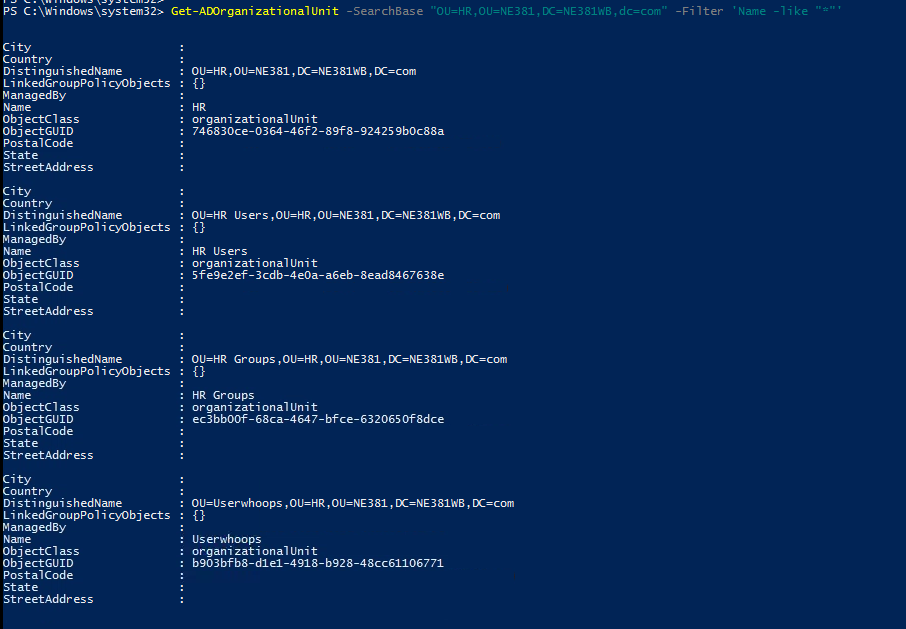 PS C:\Windows\system32>
PS C:\Windows\system32> Get-ADOrganizationalUnit -SearchBase "OU=HR,OU=NE381,DC=NE381WB,dc=com" -Filter 'Name -like "*"'
City :
Country :
DistinguishedName : OU=HR,OU=NE381,DC=NE381WB,DC=com
LinkedGroupPolicyObjects : {}
ManagedBy :
Name : HR
ObjectClass : organizationalUnit
ObjectGUID : 746830ce-0364-46f2-89f8-924259b0c88a
PostalCode :
State :
StreetAddress :
City :
Country :
DistinguishedName : OU=HR Users,OU=HR,OU=NE381,DC=NE381WB,DC=com
LinkedGroupPolicyObjects : {}
ManagedBy :
Name : HR Users
ObjectClass : organizationalUnit
ObjectGUID : 5fe9e2ef-3cdb-4e0a-a6eb-8ead8467638e
PostalCode :
State :
StreetAddress :
City :
Country :
DistinguishedName : OU=HR Groups,OU=HR,OU=NE381,DC=NE381WB,DC=com
LinkedGroupPolicyObjects : {}
ManagedBy :
Name : HR Groups
ObjectClass : organizationalUnit
ObjectGUID : ec3bb00f-68ca-4647-bfce-6320650f8dce
PostalCode :
State :
StreetAddress :
City :
Country :
DistinguishedName : OU=Userwhoops,OU=HR,OU=NE381,DC=NE381WB,DC=com
LinkedGroupPolicyObjects : {}
ManagedBy :
Name : Userwhoops
ObjectClass : organizationalUnit
ObjectGUID : b903bfb8-d1e1-4918-b928-48cc61106771
PostalCode :
State :
StreetAddress :